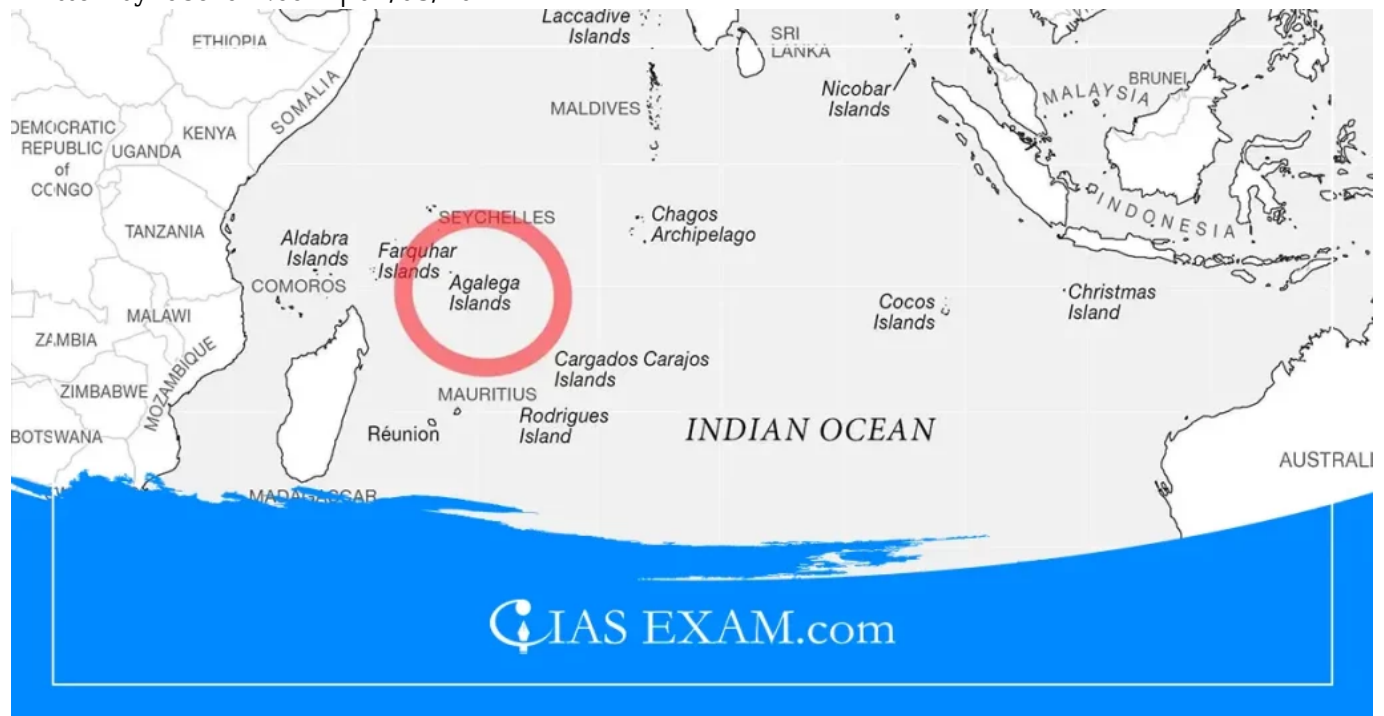 Laccadive
Islands
ETHIOPIA
SRI
LANKA
SOMALIA
Nicobar
Islands
BRUNEI
MALAYSIA
MALDIVES
DEMOCRATIC
REPUBLIC
of
CONGO
UGANDA
KENYA
INDONESIA
TANZANIA
SEYCHELLES
Chagos
Archipelago
Aldabra
Islands
Farquhar
Islands
COMOROS
Agalega
Islands
Cocos
Islands
Christmas
Island
MALAWI
ZAMBIA
MOZAMBIQUE
ZIMBABWE
Cargados Carajos
Islands
MAURITIUS
Rodrigues
Island
Réunion
INDIAN OCEAN
BOTSWANA
AUSTRALI
MADAGASCAR
IAS EXAM.com